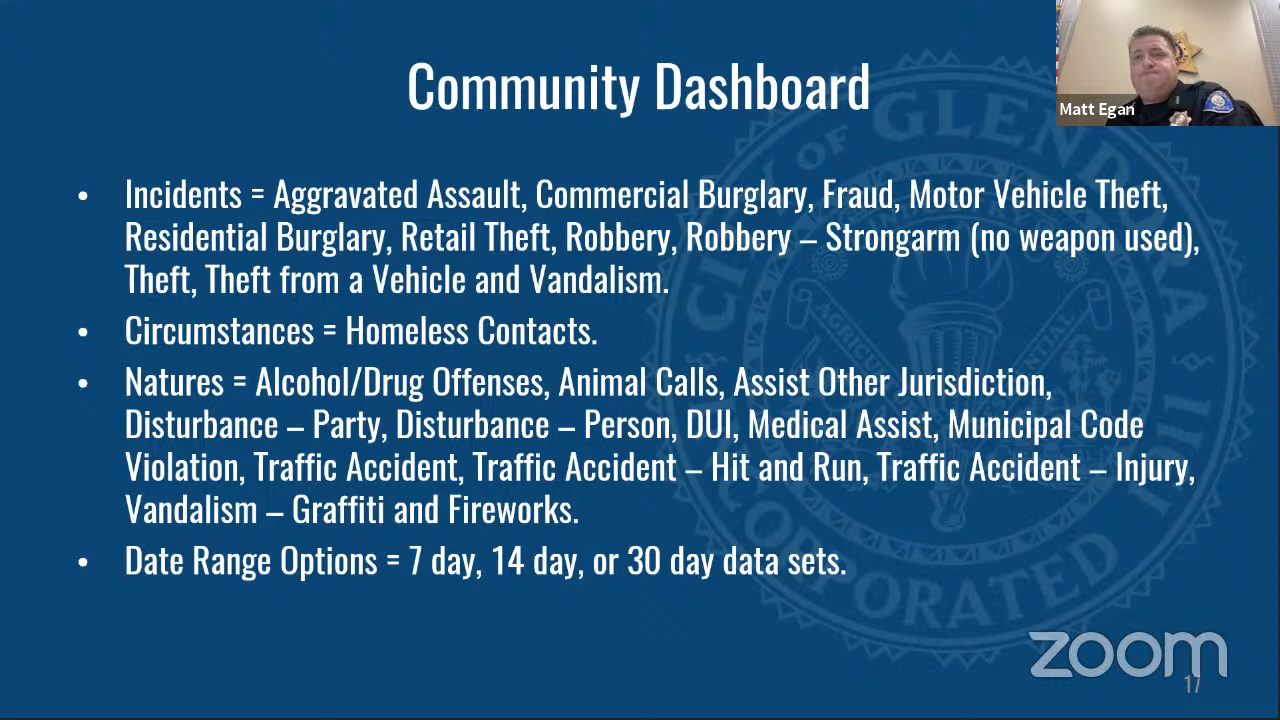 Community Dashboard
Matt Egan
• Incidents = Aggravated Assault, Commercial Burglary, Fraud, Motor Vehicle Theft,
Residential Burglary, Retail Theft, Robbery, Robbery – Strongarm (no weapon used),
Theft, Theft from a Vehicle and Vandalism.
• Circumstances = Homeless Contacts.
• Natures = Alcohol/Drug Offenses, Animal Calls, Assist Other Jurisdiction,
Disturbance – Party, Disturbance – Person, DUI, Medical Assist, Municipal Code
Violation, Traffic Accident, Traffic Accident – Hit and Run, Traffic Accident – Injury,
Vandalism – Graffiti and Fireworks.
• Date Range Options = 7 day, 14 day, or 30 day data sets.
CITY OF GLENDORA
zoom
17